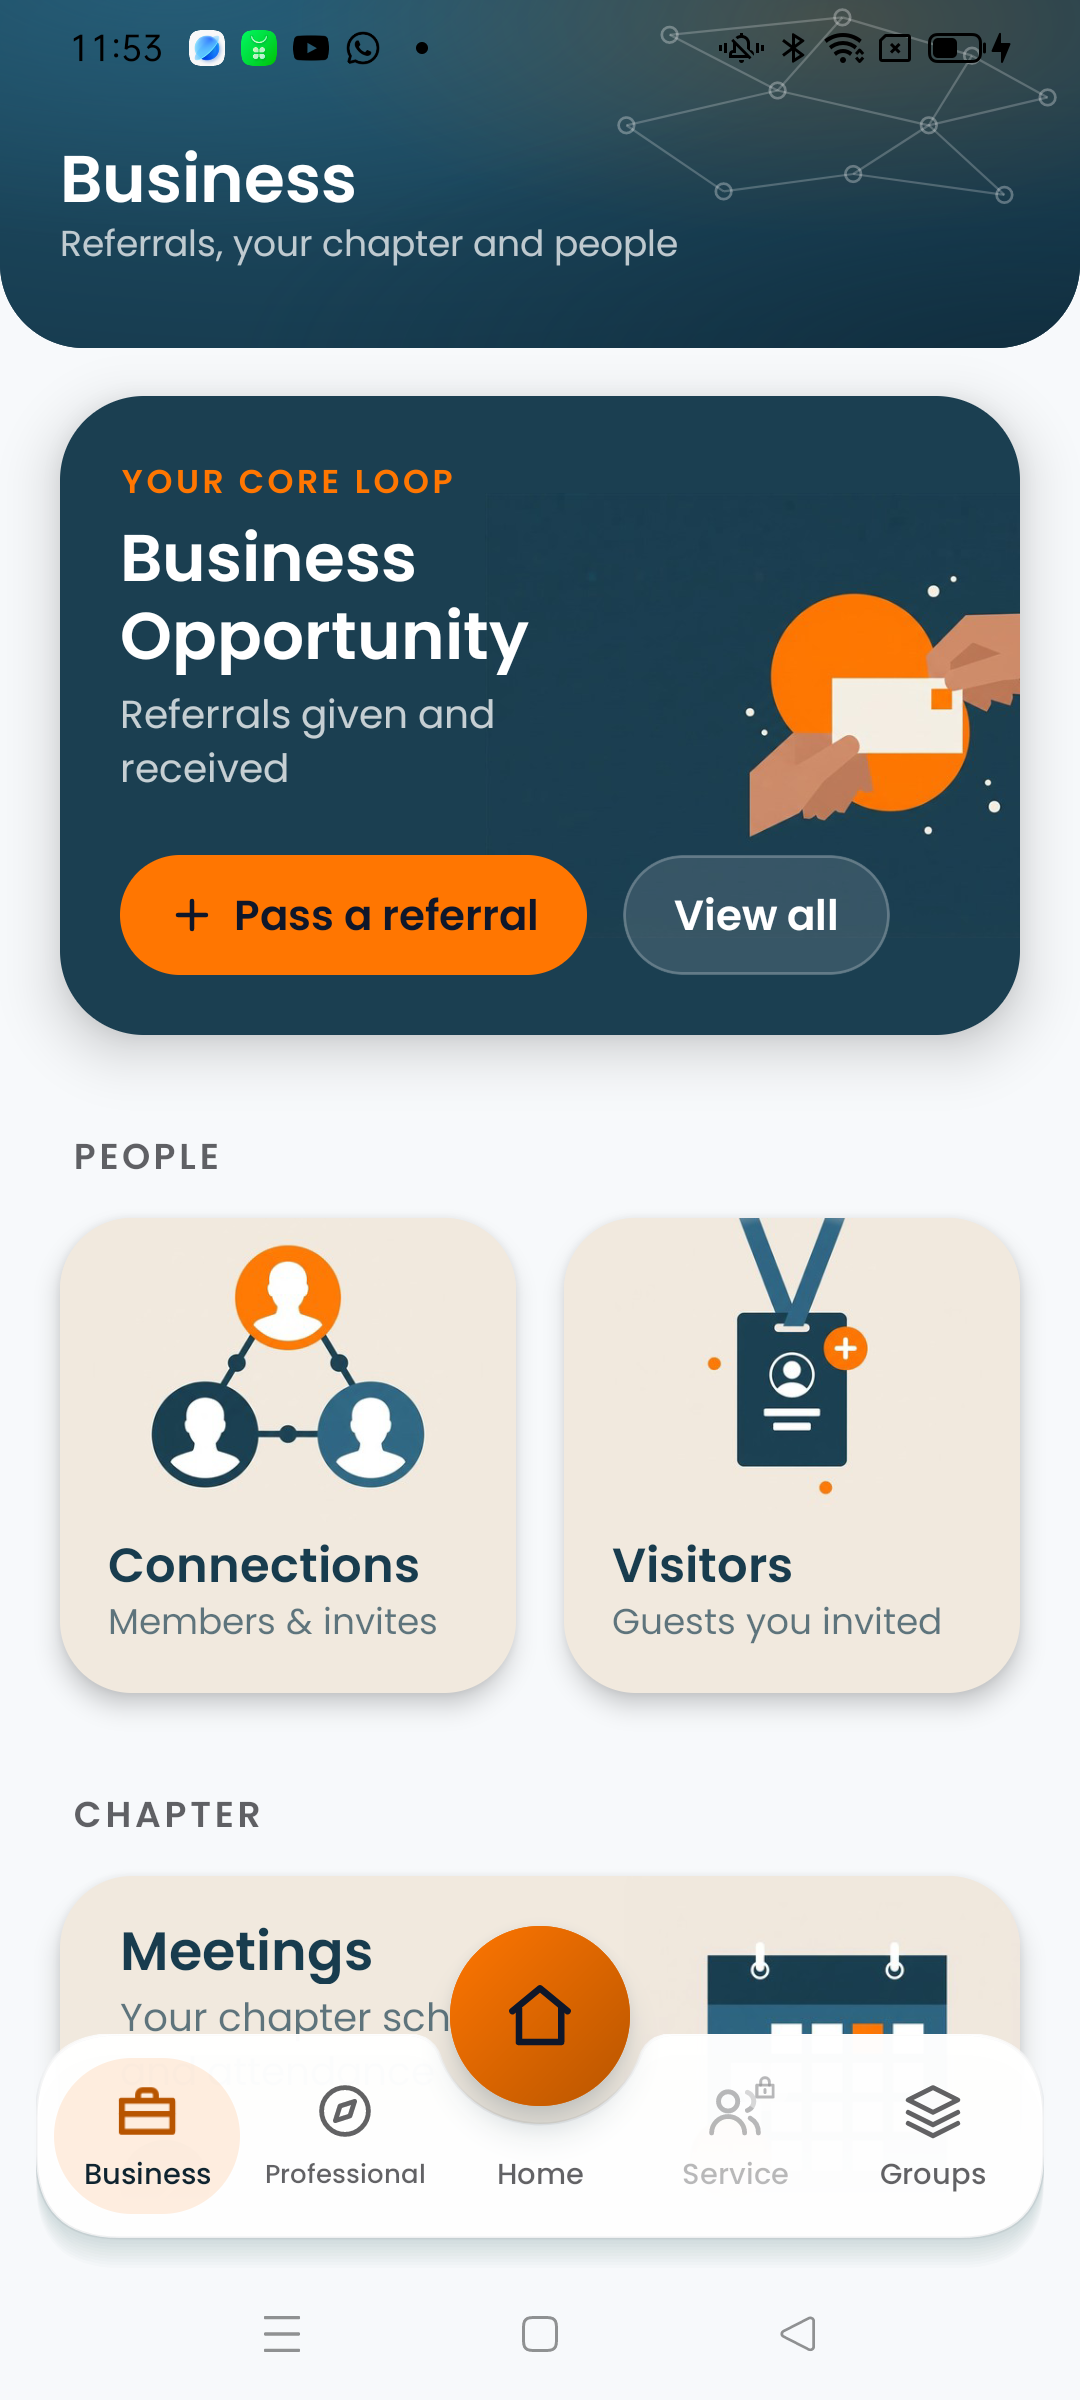 11:53
Business
Referrals, your chapter and people
YOUR CORE LOOP
Business
Opportunity
Referrals given and
received
+ Pass a referral
View all
PEOPLE
Connections
Members & invites
Visitors
Guests you invited
CHAPTER
Meetings
Your chapter sch
attendance
Business
Professional
Home
Service
Groups